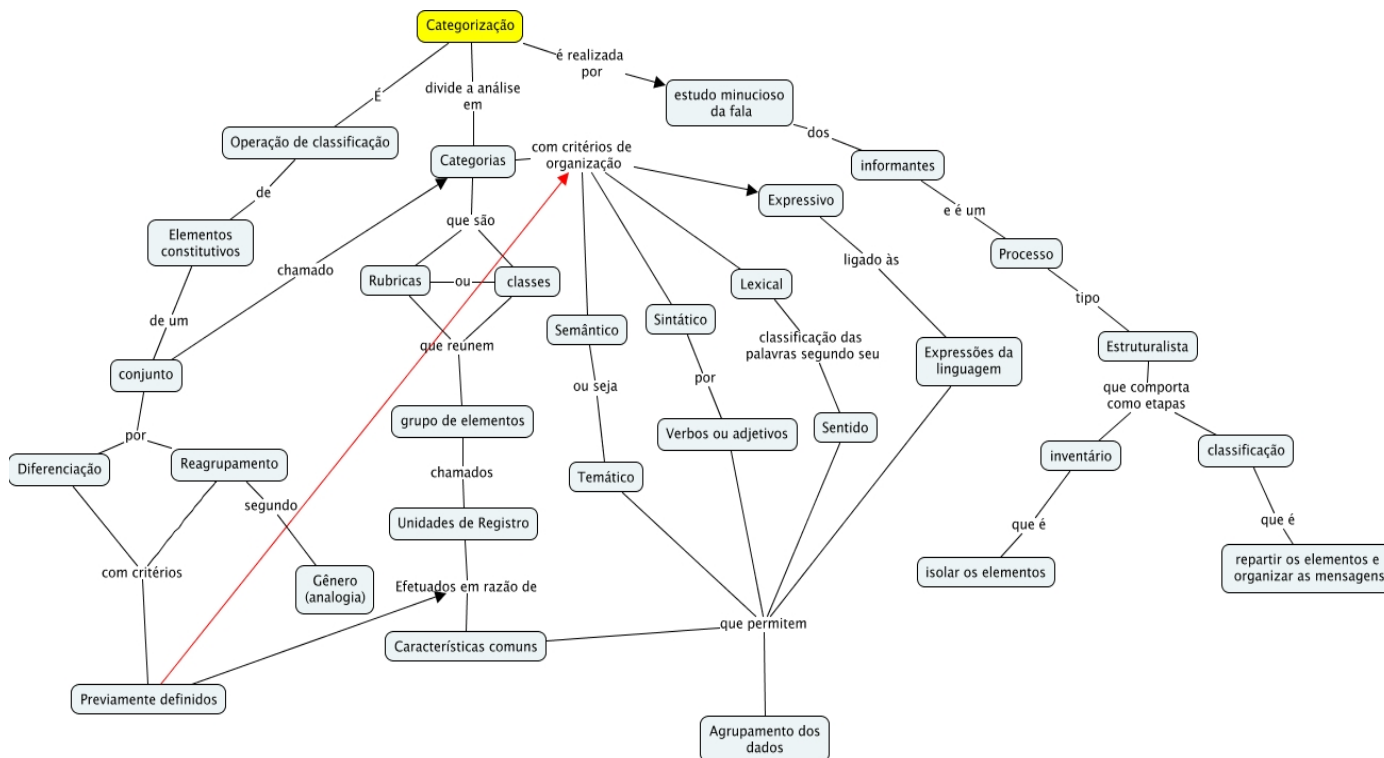 Categorização
é realizada
por
divide a análise
em
É
estudo minucioso
da fala
dos
Operação de classificação
Categorias
com critérios de
organização
informantes
de
Expressivo
que são
e é um
Elementos
constitutivos
Processo
ligado às
chamado
Rubricas
ou
classes
Lexical
tipo
de um
Semântico
Sintático
classificação das
palavras segundo seu
que reúnem
Estruturalista
Expressões da
linguagem
conjunto
por
ou seja
que comporta
como etapas
grupo de elementos
Verbos ou adjetivos
Sentido
por
Diferenciação
Reagrupamento
inventário
classificação
chamados
Temático
segundo
Unidades de Registro
que é
que é
com critérios
Gênero
(analogia)
Efetuados em razão de
isolar os elementos
repartir os elementos e
organizar as mensagens
que permitem
Características comuns
Previamente definidos
Agrupamento dos
dados